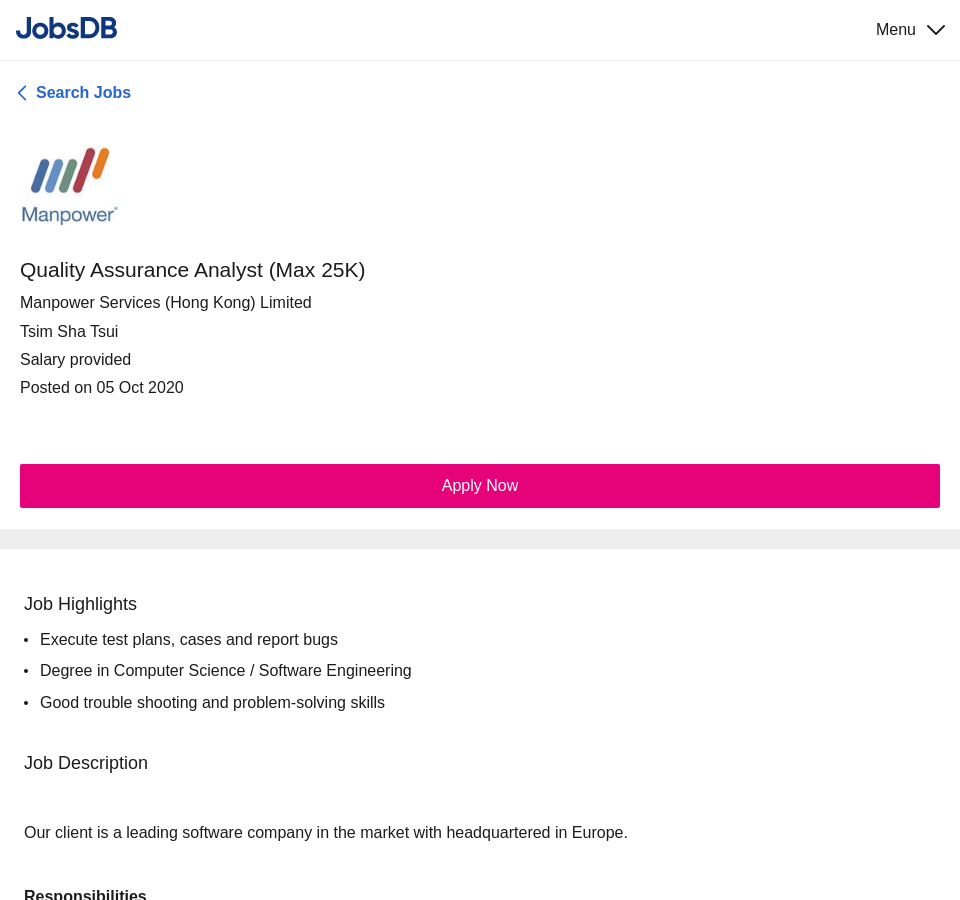 JobsDB
Menu
Search Jobs
Manpower®
Quality Assurance Analyst (Max 25K)
Manpower Services (Hong Kong) Limited
Tsim Sha Tsui
Salary provided
Posted on 05 Oct 2020
Apply Now
Job Highlights
• Execute test plans, cases and report bugs
• Degree in Computer Science / Software Engineering
• Good trouble shooting and problem-solving skills
Job Description
Our client is a leading software company in the market with headquartered in Europe.
Responsibilities